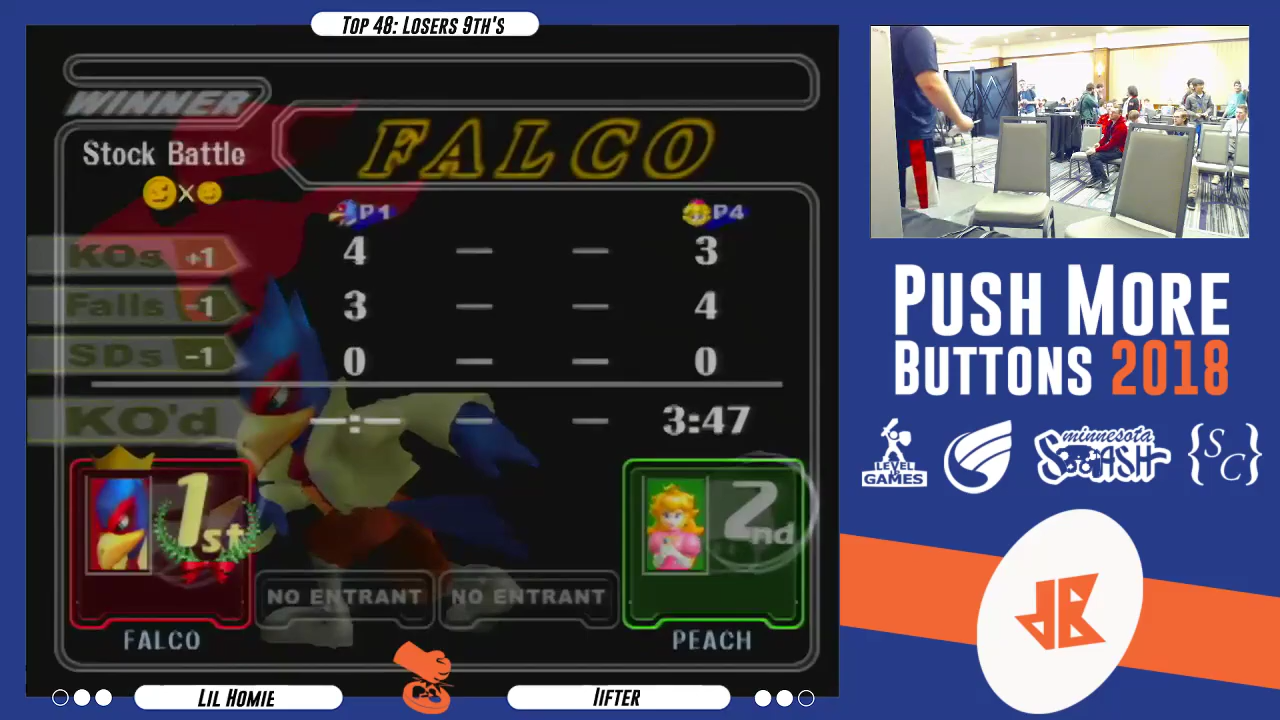 TOP 48: LOSERS 9TH'S
WINNER
FALCO
Stock Battle
P1
P4
KOs +1
4
3
Falls -1
3
4
SDs -1
0
0
KO'd
3:47
1st
2nd
NO ENTRANT
NO ENTRANT
FALCO
PEACH
LIL HOMIE
IIFTER
PUSH MORE
BUTTONS 2018
LEVEL
UP
GAMES
minnesota
SMASH
{SC}